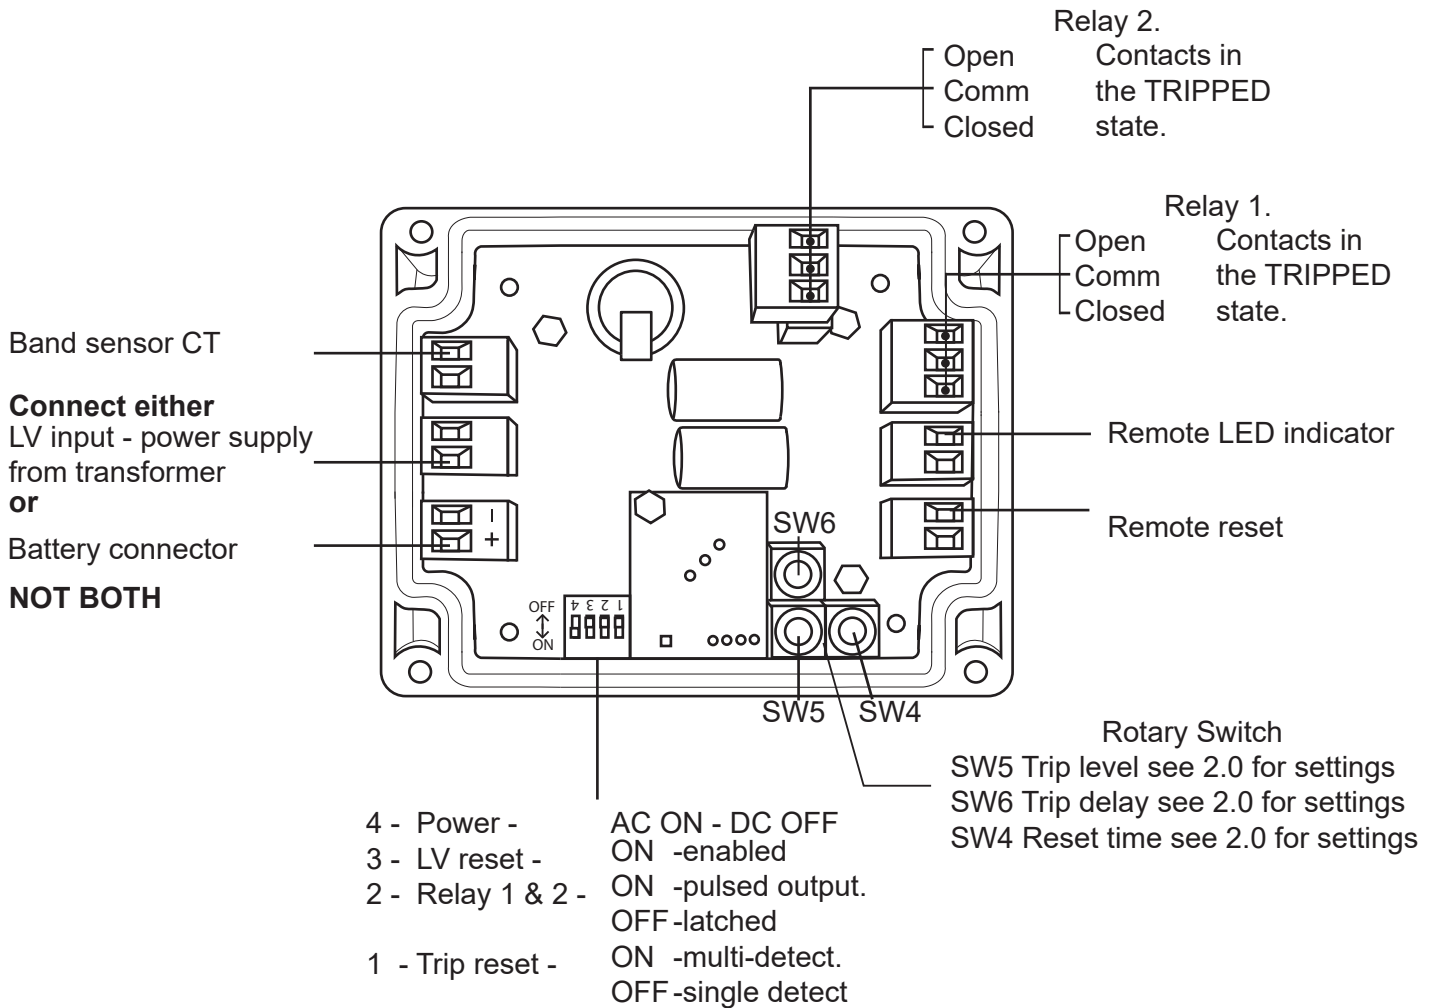 Relay 2.
Open Contacts in
Comm the TRIPPED
Closed state.
Relay 1.
Open Contacts in
Comm the TRIPPED
Closed state.
Band sensor CT
Connect either
LV input - power supply
from transformer
or
Battery connector
NOT BOTH
- 
+
Remote LED indicator
Remote reset
SW6
OFF
ON
4 3 2 1
SW5 SW4
Rotary Switch
SW5 Trip level see 2.0 for settings
SW6 Trip delay see 2.0 for settings
SW4 Reset time see 2.0 for settings
4 - Power - AC ON - DC OFF
3 - LV reset - ON -enabled
2 - Relay 1 & 2 - ON -pulsed output.
OFF -latched
1 - Trip reset - ON -multi-detect.
OFF -single detect